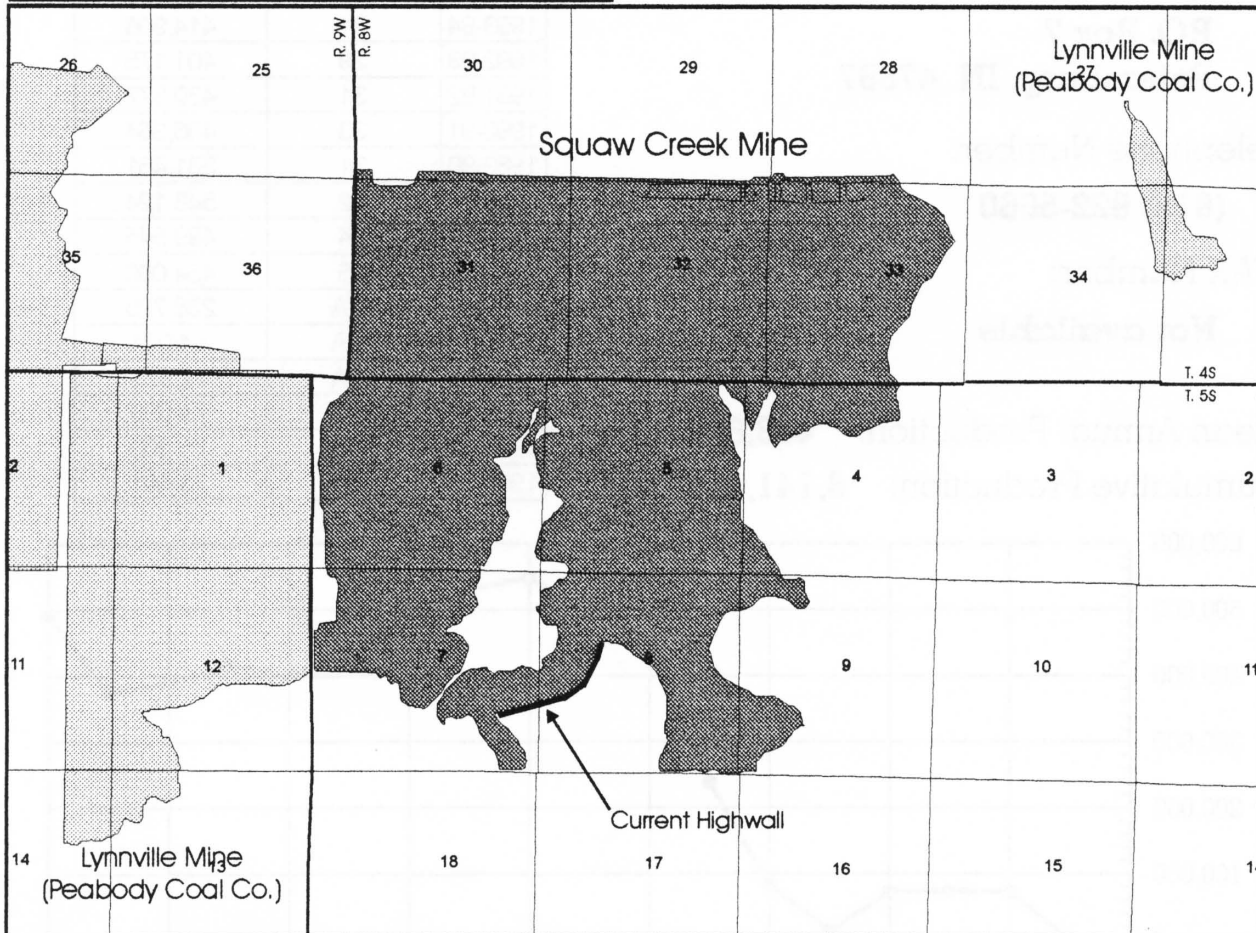 R. 9W
R. 8W
26 25 30 29 28 27
Lynnville Mine
(Peabody Coal Co.)
Squaw Creek Mine
35 36 31 32 33 34
T. 4S
T. 5S
2 1 6 5 4 3 2
11 12 7 8 9 10 11
Current Highwall
14 13 18 17 16 15
Lynnville Mine
(Peabody Coal Co.)